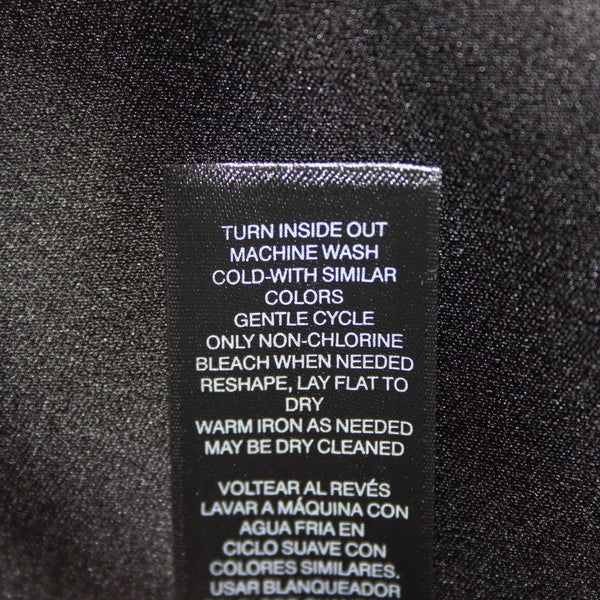 TURN INSIDE OUT
MACHINE WASH
COLD-WITH SIMILAR
COLORS
GENTLE CYCLE
ONLY NON-CHLORINE
BLEACH WHEN NEEDED
RESHAPE, LAY FLAT TO
DRY
WARM IRON AS NEEDED
MAY BE DRY CLEANED
VOLTEAR AL REVÉS
LAVAR A MÁQUINA CON
AGUA FRIA EN
CICLO SUAVE CON
COLORES SIMILARES.
USAR BLANQUEADOR